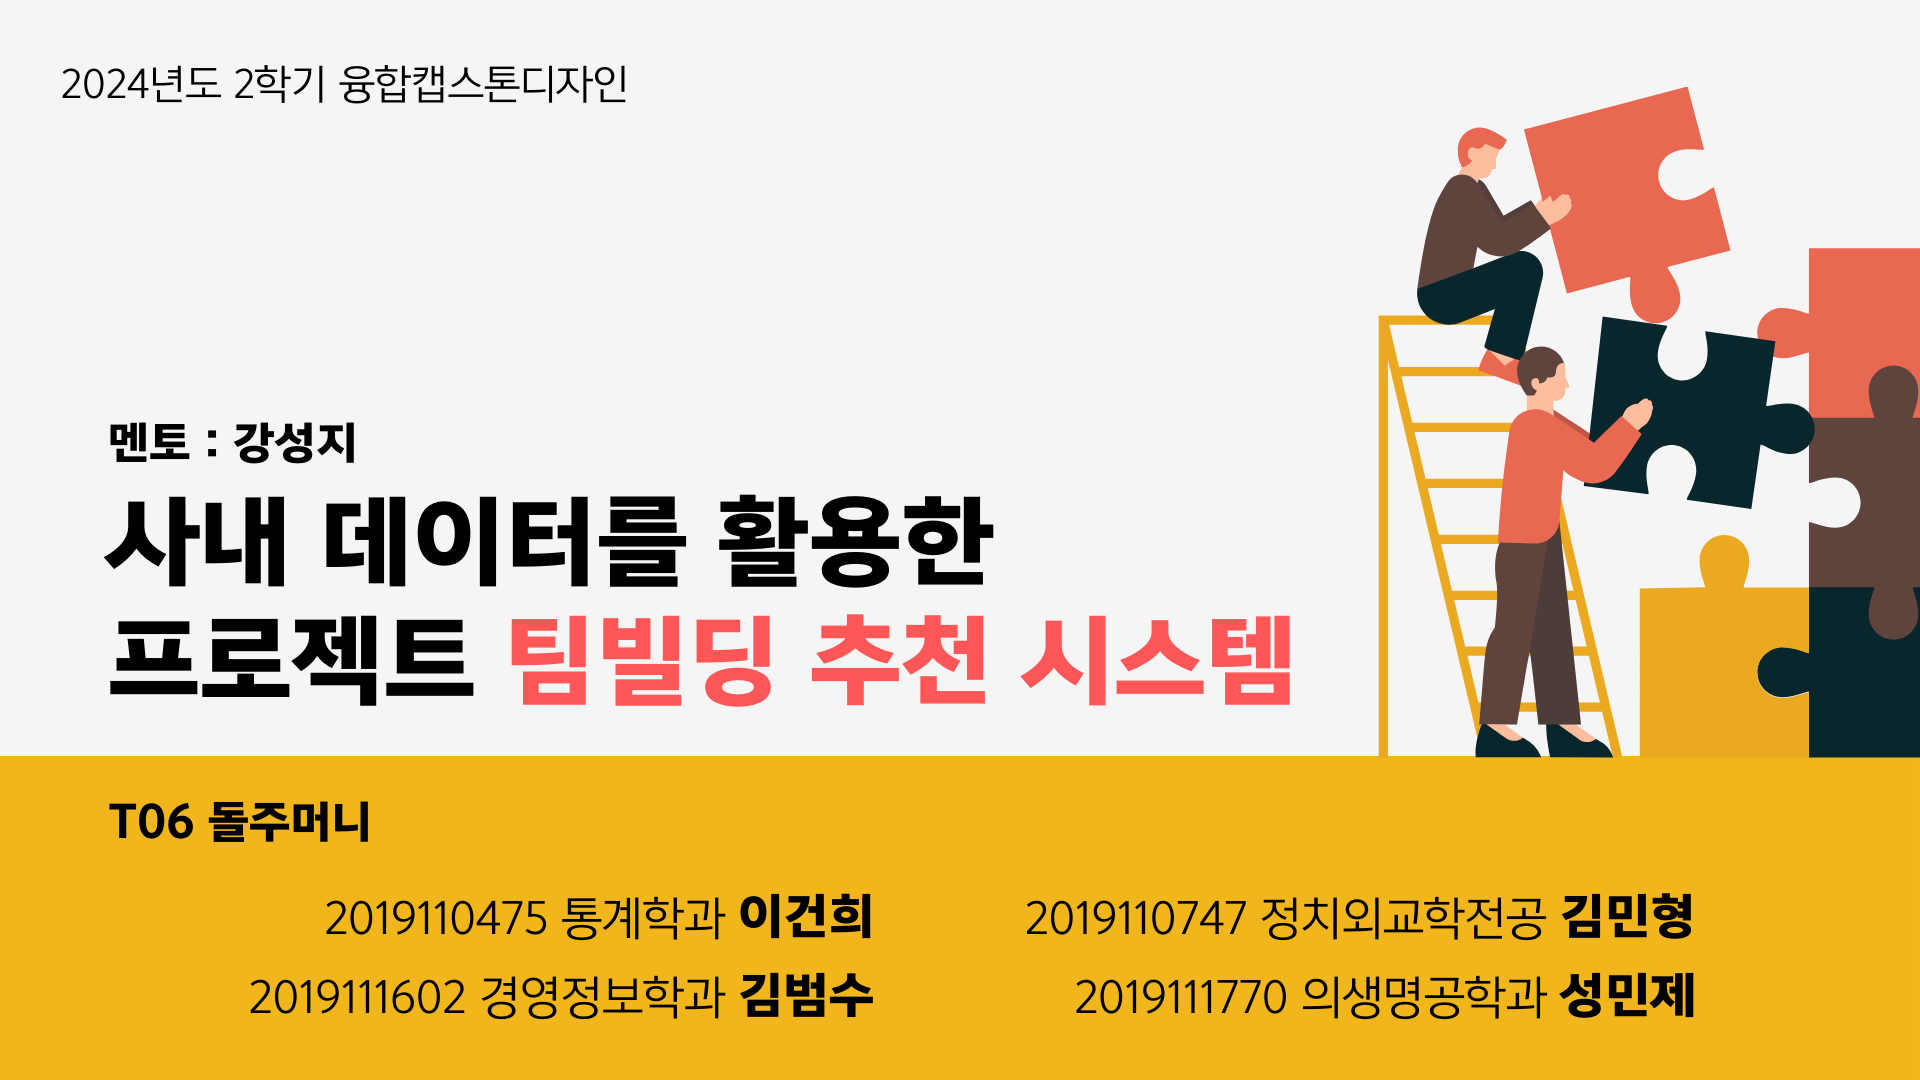 2024년도 2학기 융합캡스톤디자인
멘토 : 강성지
사내 데이터를 활용한
프로젝트 팀빌딩 추천 시스템
T06 돌주머니
2019110475 통계학과 이건희
2019110747 정치외교학전공 김민형
2019111602 경영정보학과 김범수
2019111770 의생명공학과 성민제